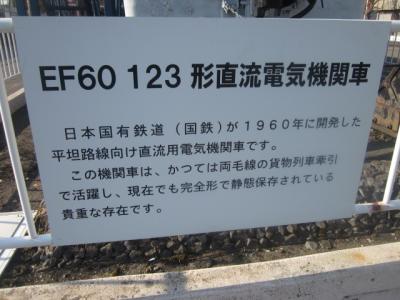 EF60 123 形直流電気機関車
日本国有鉄道（国鉄）が１９６０年に開発した
平坦路線向け直流用電気機関車です。
この機関車は、かつては両毛線の貨物列車牽引
で活躍し、現在でも完全形で静態保存されている
貴重な存在です。